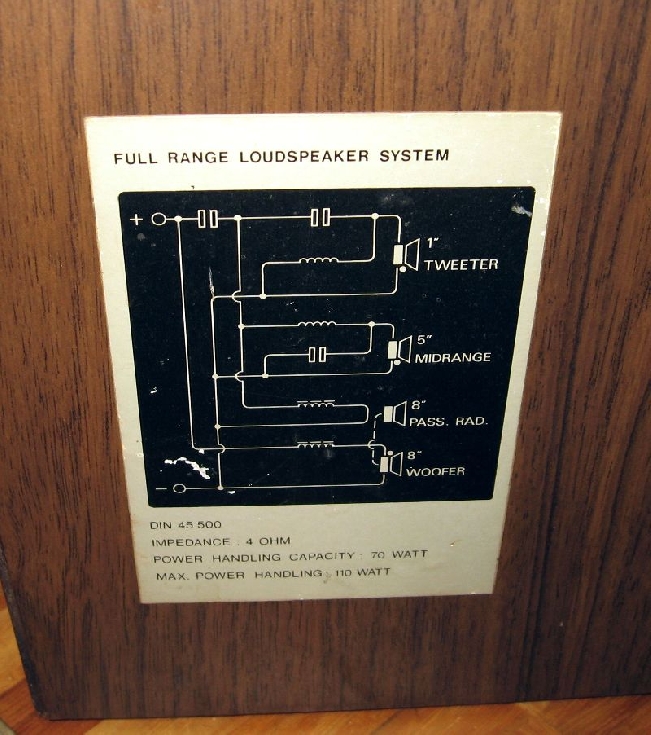 FULL RANGE LOUDSPEAKER SYSTEM
+
1"
TWEETER
5"
MIDRANGE
8"
PASS. RAD.
8"
WOOFER
-
DIN 45 500
IMPEDANCE : 4 OHM
POWER HANDLING CAPACITY : 70 WATT
MAX. POWER HANDLING : 110 WATT